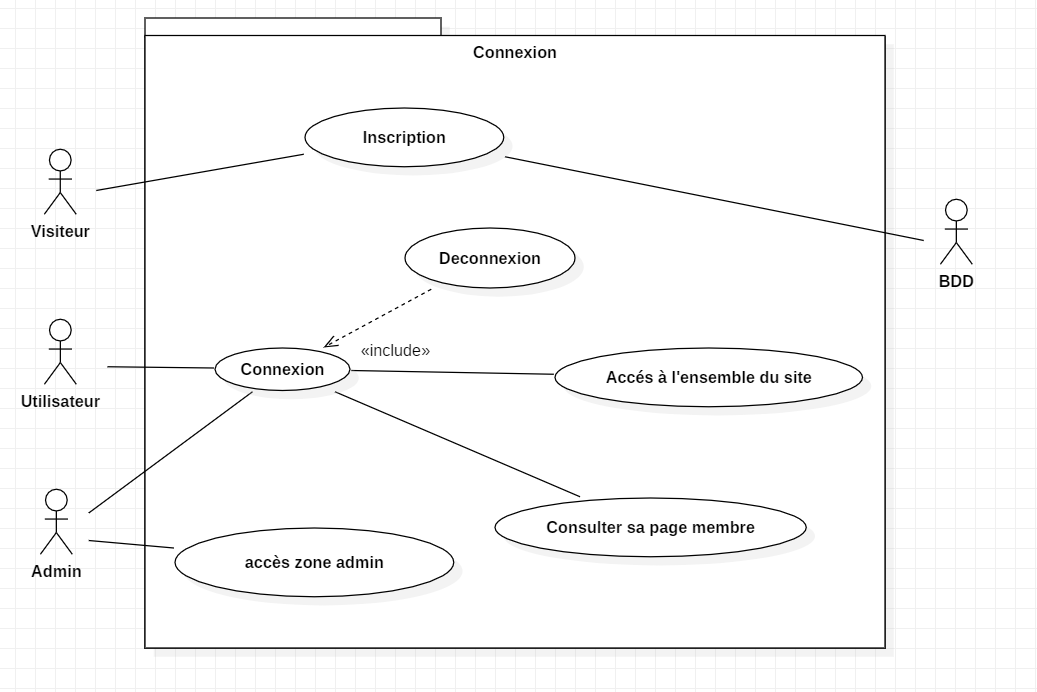 Connexion
Inscription
Visiteur
Deconnexion
BDD
«include»
Connexion
Accés à l'ensemble du site
Utilisateur
Consulter sa page membre
accès zone admin
Admin